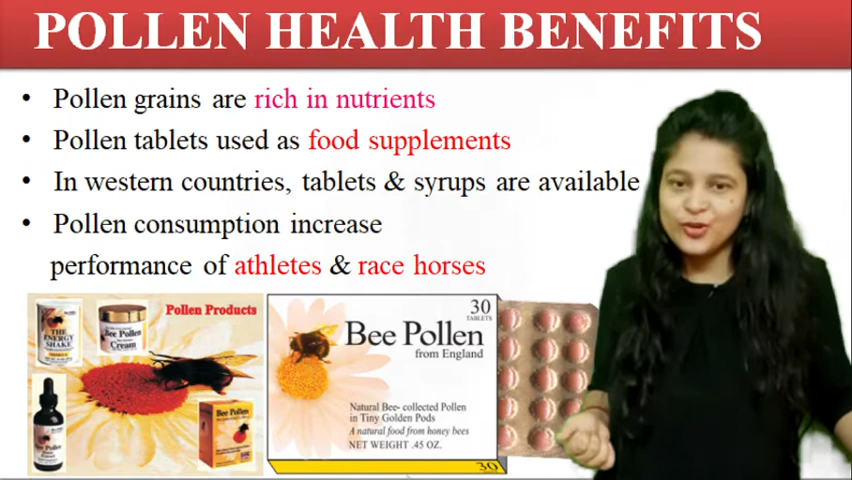 POLLEN HEALTH BENEFITS
• Pollen grains are rich in nutrients
• Pollen tablets used as food supplements
• In western countries, tablets & syrups are available
• Pollen consumption increase
performance of athletes & race horses
Pollen Products
THE
ENERGY
SHAKE
Bee Pollen
Cream
Bee Pollen
Bee Pollen
30
TABLETS
Bee Pollen
from England
Natural Bee- collected Pollen
in Tiny Golden Pods
A natural food from honey bees
NET WEIGHT .45 OZ.
30